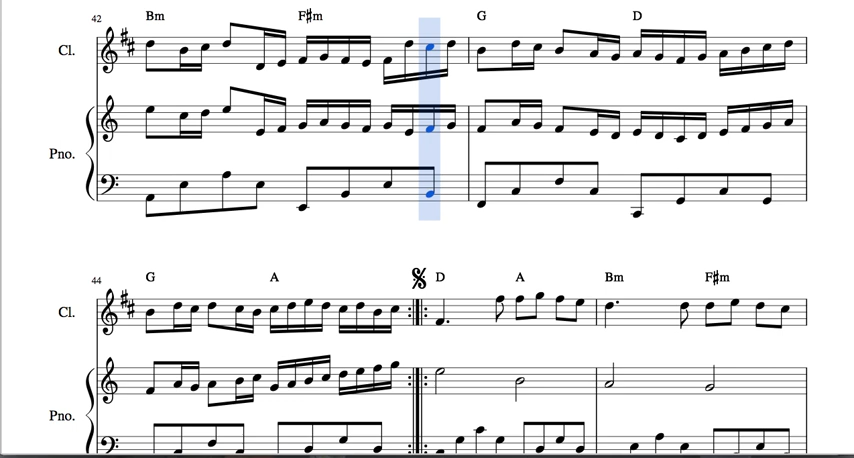 42
Bm F♯m G D
Cl.
Pno.
44
G A D A Bm F♯m
Cl.
Pno.